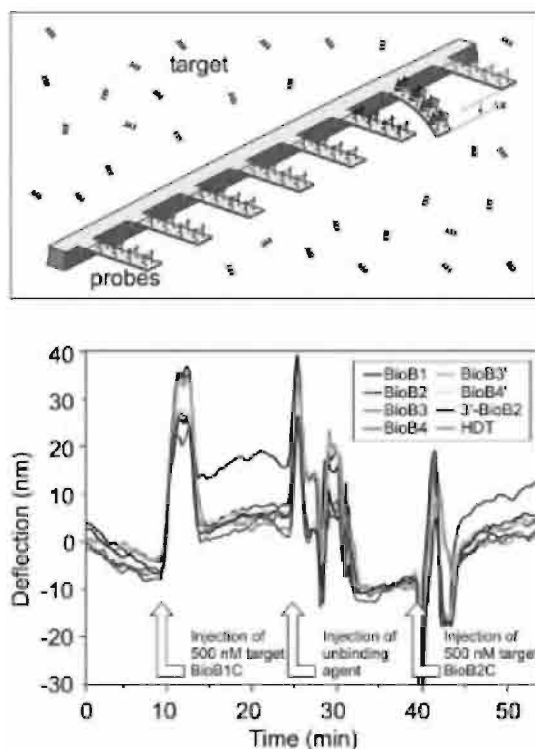 target
probes
40
30
20
10
0
-10
-20
-30
Deflection (nm)
BioB1
BioB2
BioB3
BioB4
BioB3'
BioB4'
3'-BioB2
HDT
Injection of
500 nM target
BioB1C
Injection of
unbinding
agent
Injection of
500 nM target
BioB2C
0
10
20
30
40
50
Time (min)